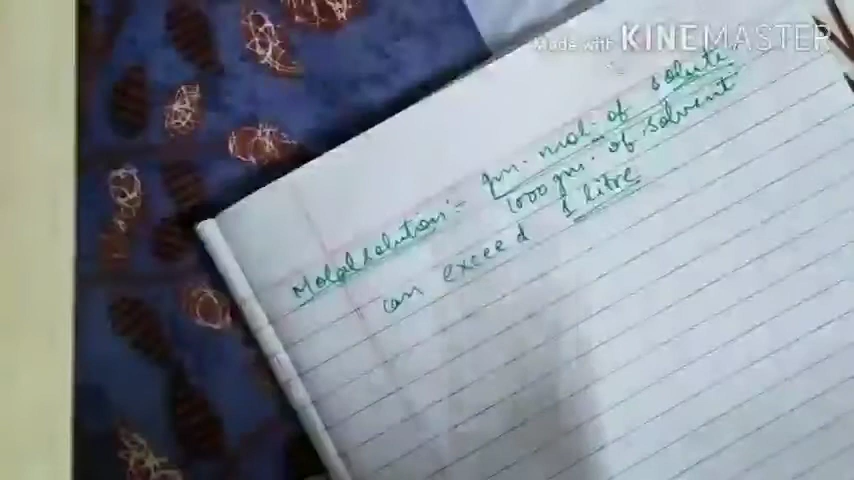 Made with KINEMASTER
Molal solution :- gm. mol. of solute
1000 gm. of solvent
can exceed 1 litre